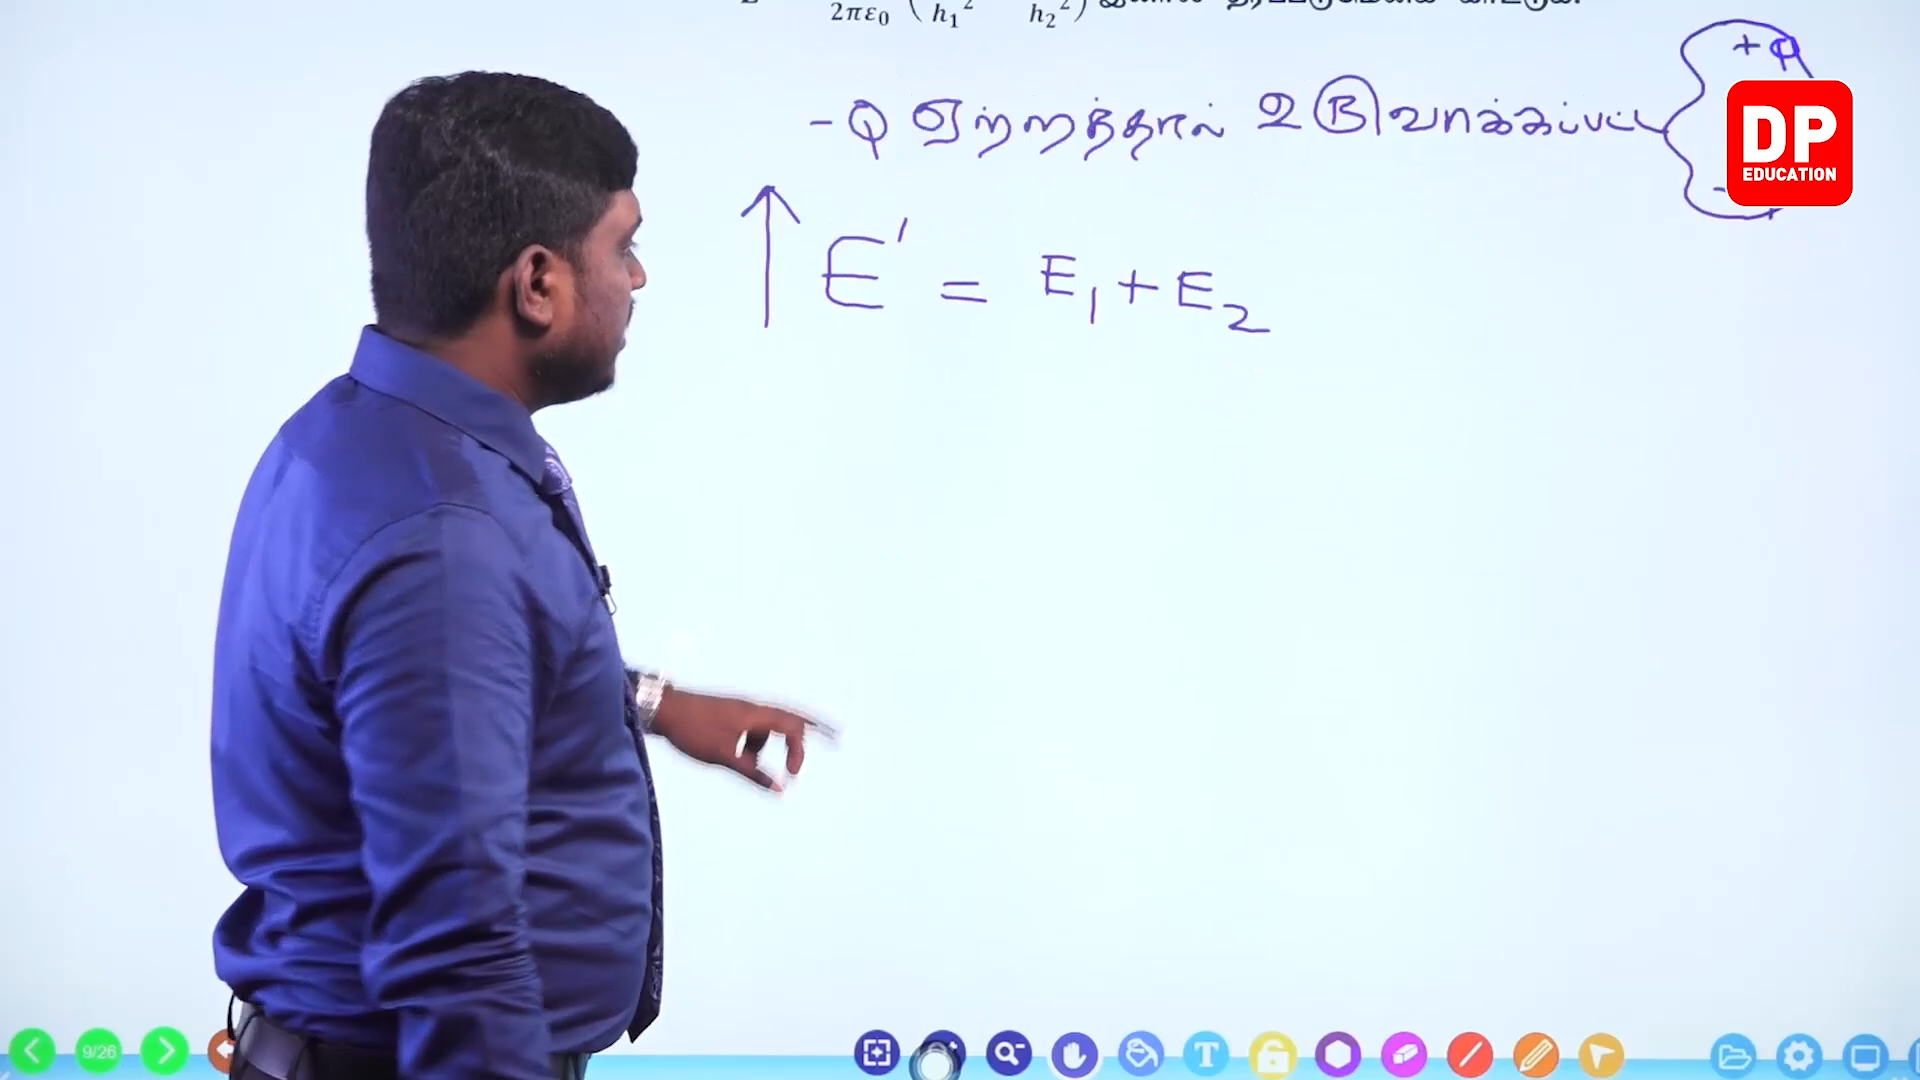 2πε₀ ( h₁² h₂² )
-Q ஏற்றத்தால் உருவாக்கப்பட்ட
+Q
DP
EDUCATION
E' = E₁ + E₂
9/26
T